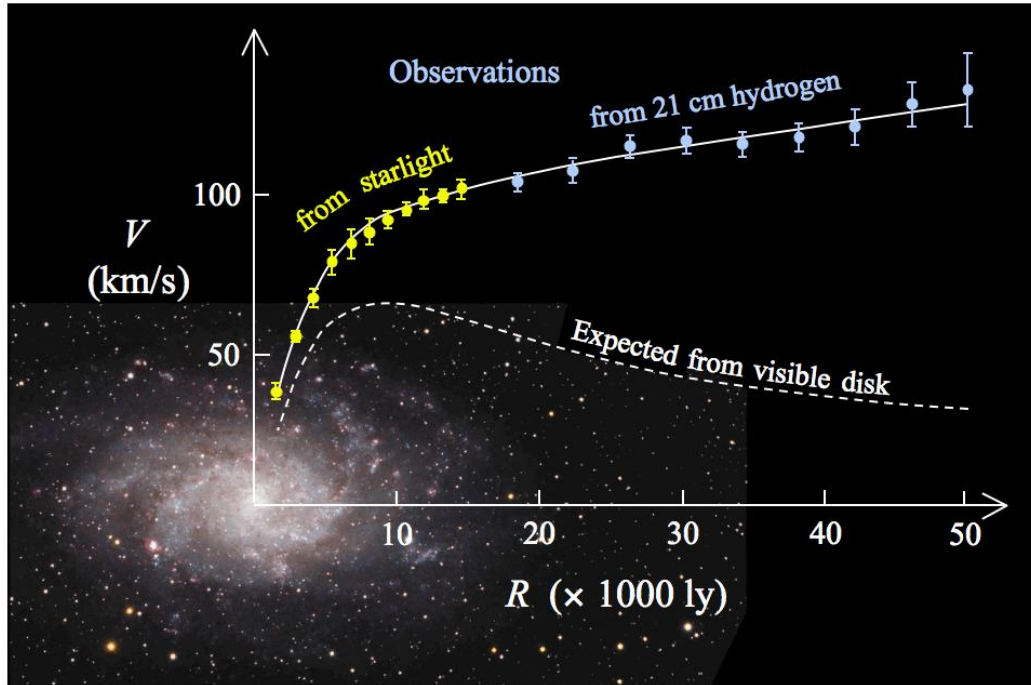 Observations
from 21 cm hydrogen
from starlight
100
V
(km/s)
50
Expected from visible disk
10 20 30 40 50
R (× 1000 ly)